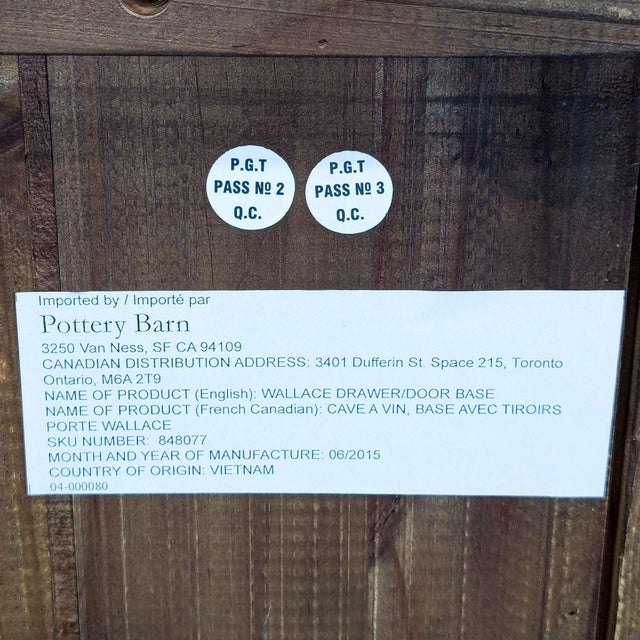 P.G.T
PASS Nº 2
Q.C.
P.G.T
PASS Nº 3
Q.C.
Imported by / Importé par
Pottery Barn
3250 Van Ness, SF CA 94109
CANADIAN DISTRIBUTION ADDRESS: 3401 Dufferin St. Space 215, Toronto
Ontario, M6A 2T9
NAME OF PRODUCT (English): WALLACE DRAWER/DOOR BASE
NAME OF PRODUCT (French Canadian): CAVE A VIN, BASE AVEC TIROIRS
PORTE WALLACE
SKU NUMBER: 848077
MONTH AND YEAR OF MANUFACTURE: 06/2015
COUNTRY OF ORIGIN: VIETNAM
04-000080